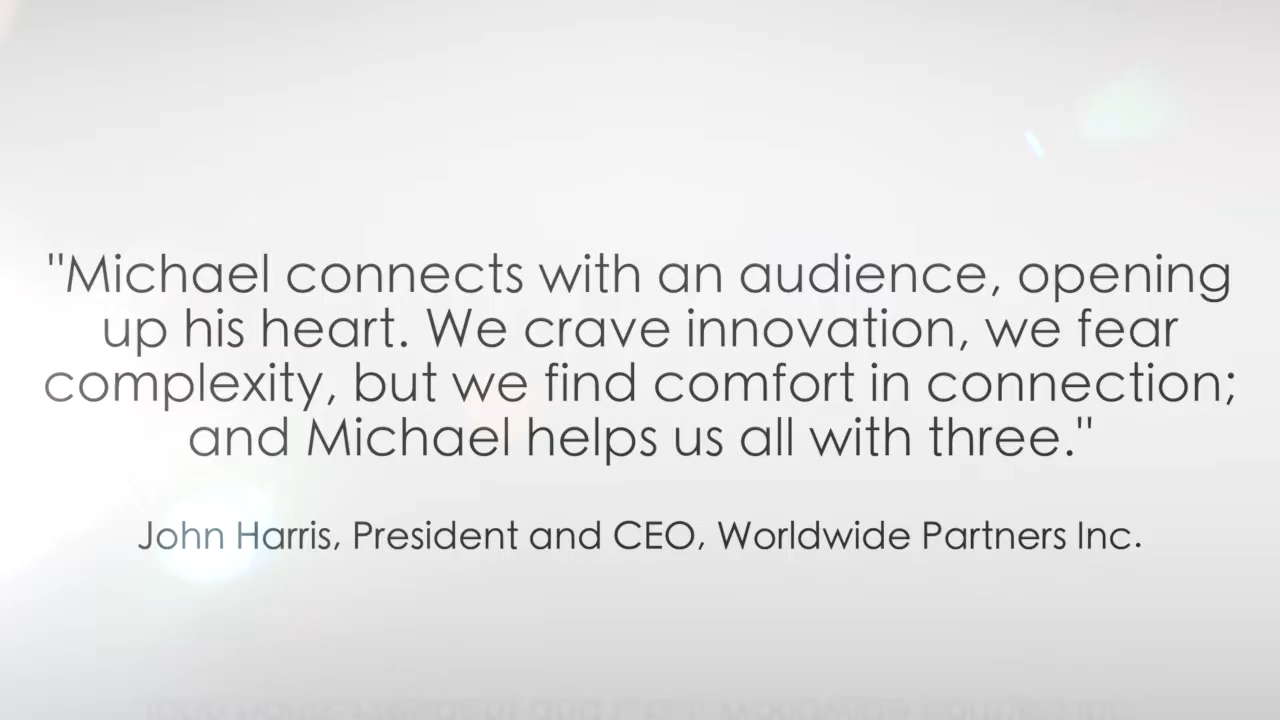 "Michael connects with an audience, opening
up his heart. We crave innovation, we fear
complexity, but we find comfort in connection;
and Michael helps us all with three."
John Harris, President and CEO, Worldwide Partners Inc.